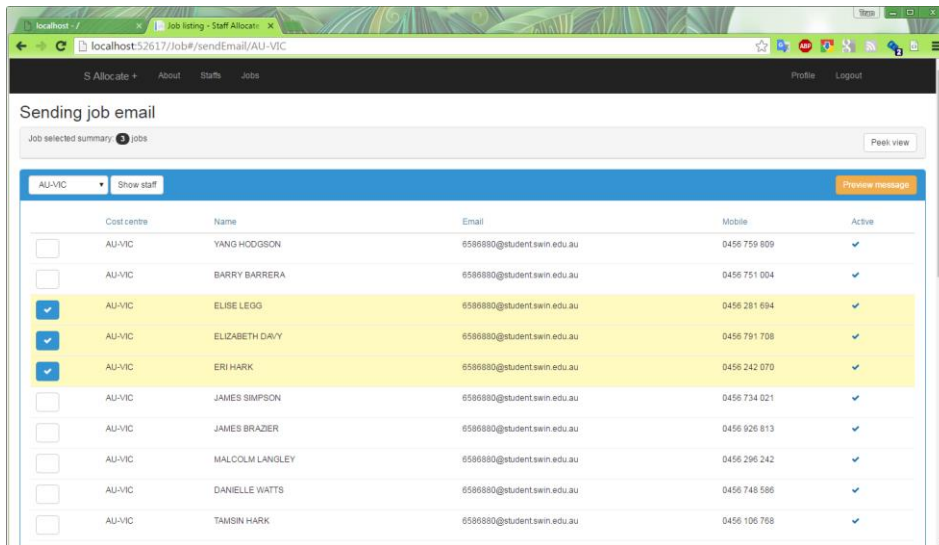 localhost - /
Job listing - Staff Allocate
localhost:52617/Job#/sendEmail/AU-VIC
S Allocate + About Staffs Jobs Profile Logout
Sending job email
Job selected summary: 3 jobs Peek view
AU-VIC Show staff Preview message
Cost centre Name Email Mobile Active
AU-VIC YANG HODGSON 6586880@student.swin.edu.au 0456 759 809
AU-VIC BARRY BARRERA 6586880@student.swin.edu.au 0456 751 004
AU-VIC ELISE LEGG 6586880@student.swin.edu.au 0456 281 694
AU-VIC ELIZABETH DAVY 6586880@student.swin.edu.au 0456 791 708
AU-VIC ERI HARK 6586880@student.swin.edu.au 0456 242 070
AU-VIC JAMES SIMPSON 6586880@student.swin.edu.au 0456 734 021
AU-VIC JAMES BRAZIER 6586880@student.swin.edu.au 0456 926 813
AU-VIC MALCOLM LANGLEY 6586880@student.swin.edu.au 0456 296 242
AU-VIC DANIELLE WATTS 6586880@student.swin.edu.au 0456 748 586
AU-VIC TAMSIN HARK 6586880@student.swin.edu.au 0456 106 768